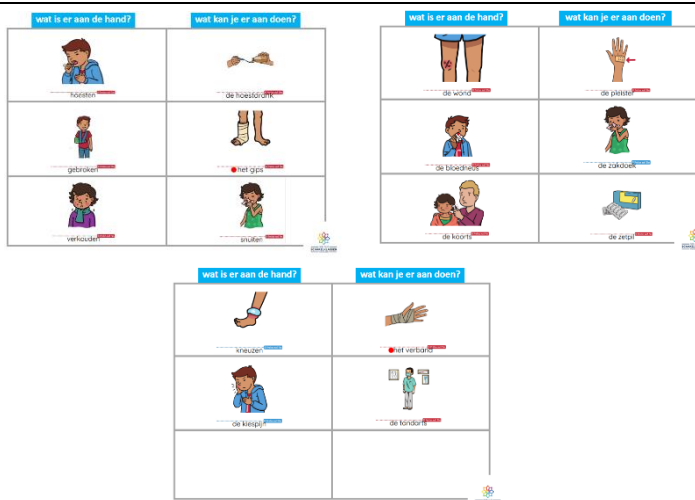 wat is er aan de hand?
wat kan je er aan doen?
hoesten
de hoestdrank
gebroken
het gips
verkouden
snuiten
wat is er aan de hand?
wat kan je er aan doen?
de wond
de pleister
de bloedneus
de zakdoek
de koorts
de zetpil
wat is er aan de hand?
wat kan je er aan doen?
kneuzen
het verband
de kiespijn
de tandarts